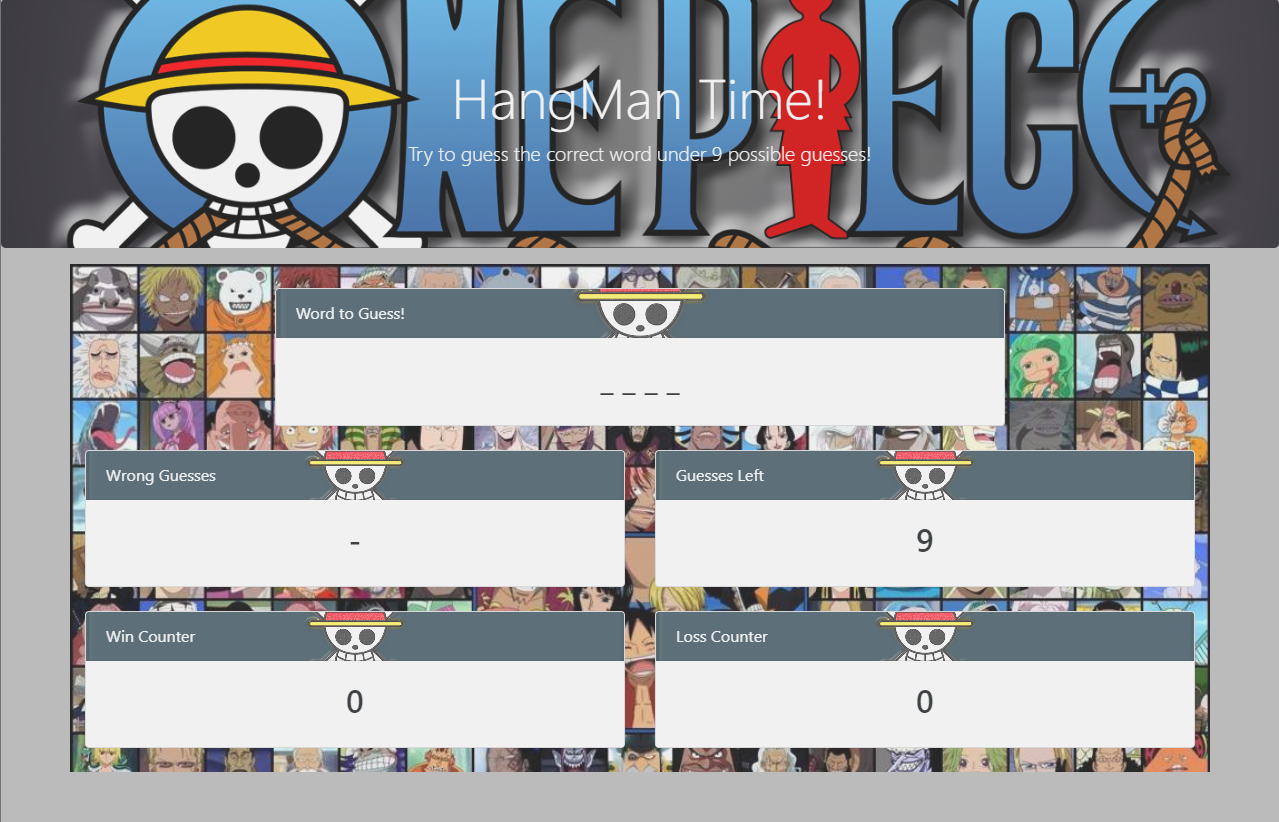 ONE PIECE
HangMan Time!
Try to guess the correct word under 9 possible guesses!
Word to Guess!
_ _ _ _
Wrong Guesses
Guesses Left
-
9
Win Counter
Loss Counter
0
0